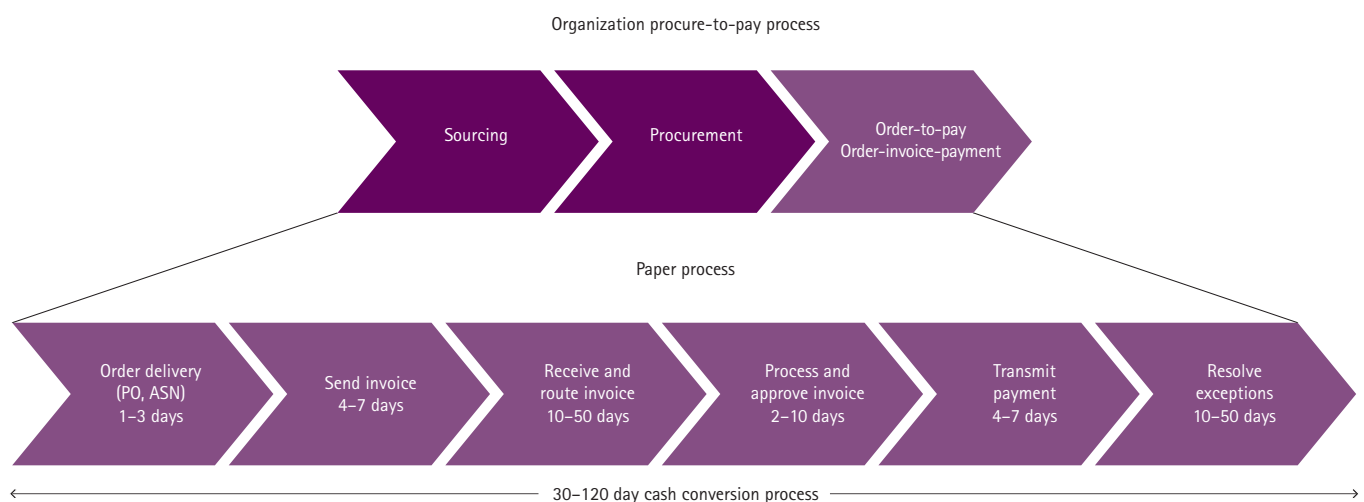 Organization procure-to-pay process
Sourcing
Procurement
Order-to-pay
Order-invoice-payment
Paper process
Order delivery
(PO, ASN)
1–3 days
Send invoice
4–7 days
Receive and
route invoice
10–50 days
Process and
approve invoice
2–10 days
Transmit
payment
4–7 days
Resolve
exceptions
10–50 days
30–120 day cash conversion process